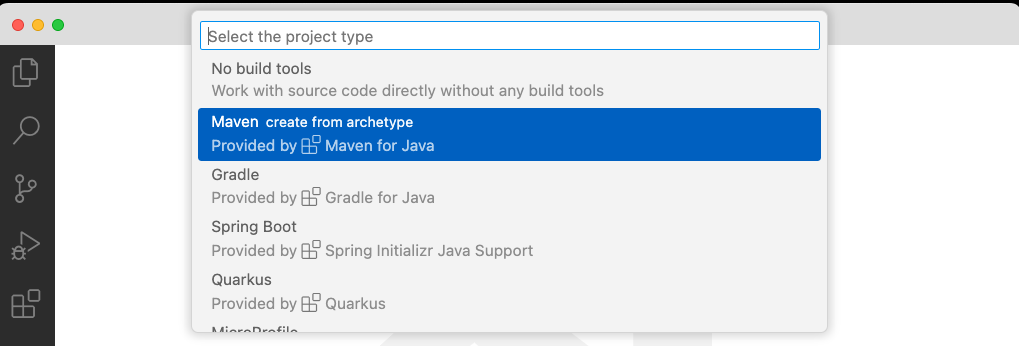 Select the project type
No build tools
Work with source code directly without any build tools
Maven create from archetype
Provided by Maven for Java
Gradle
Provided by Gradle for Java
Spring Boot
Provided by Spring Initializr Java Support
Quarkus
Provided by Quarkus
MicroProfile